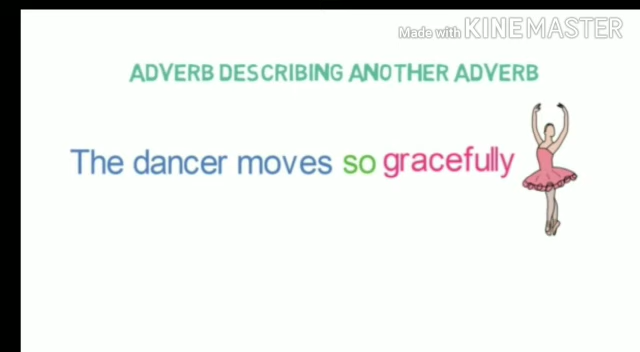 Made with KINEMASTER
ADVERB DESCRIBING ANOTHER ADVERB
The dancer moves so gracefully